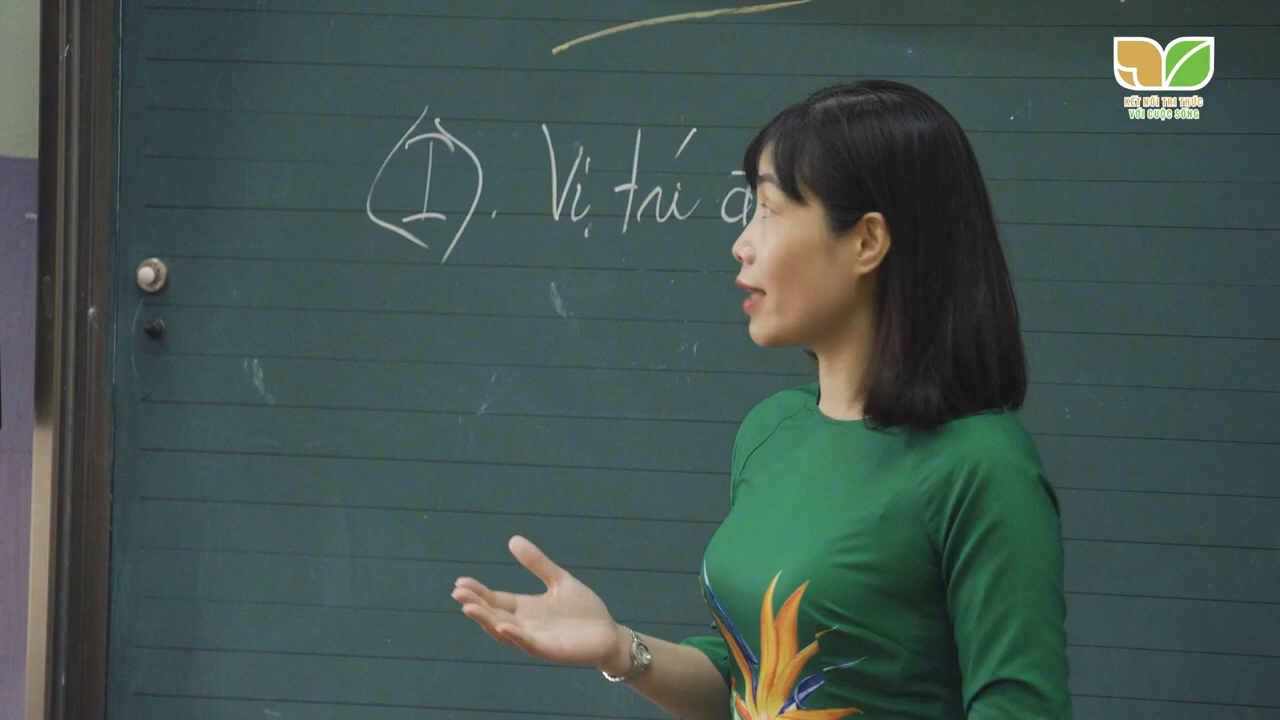 KẾT NỐI TRI THỨC
VỚI CUỘC SỐNG
Ⓘ. Vị trí